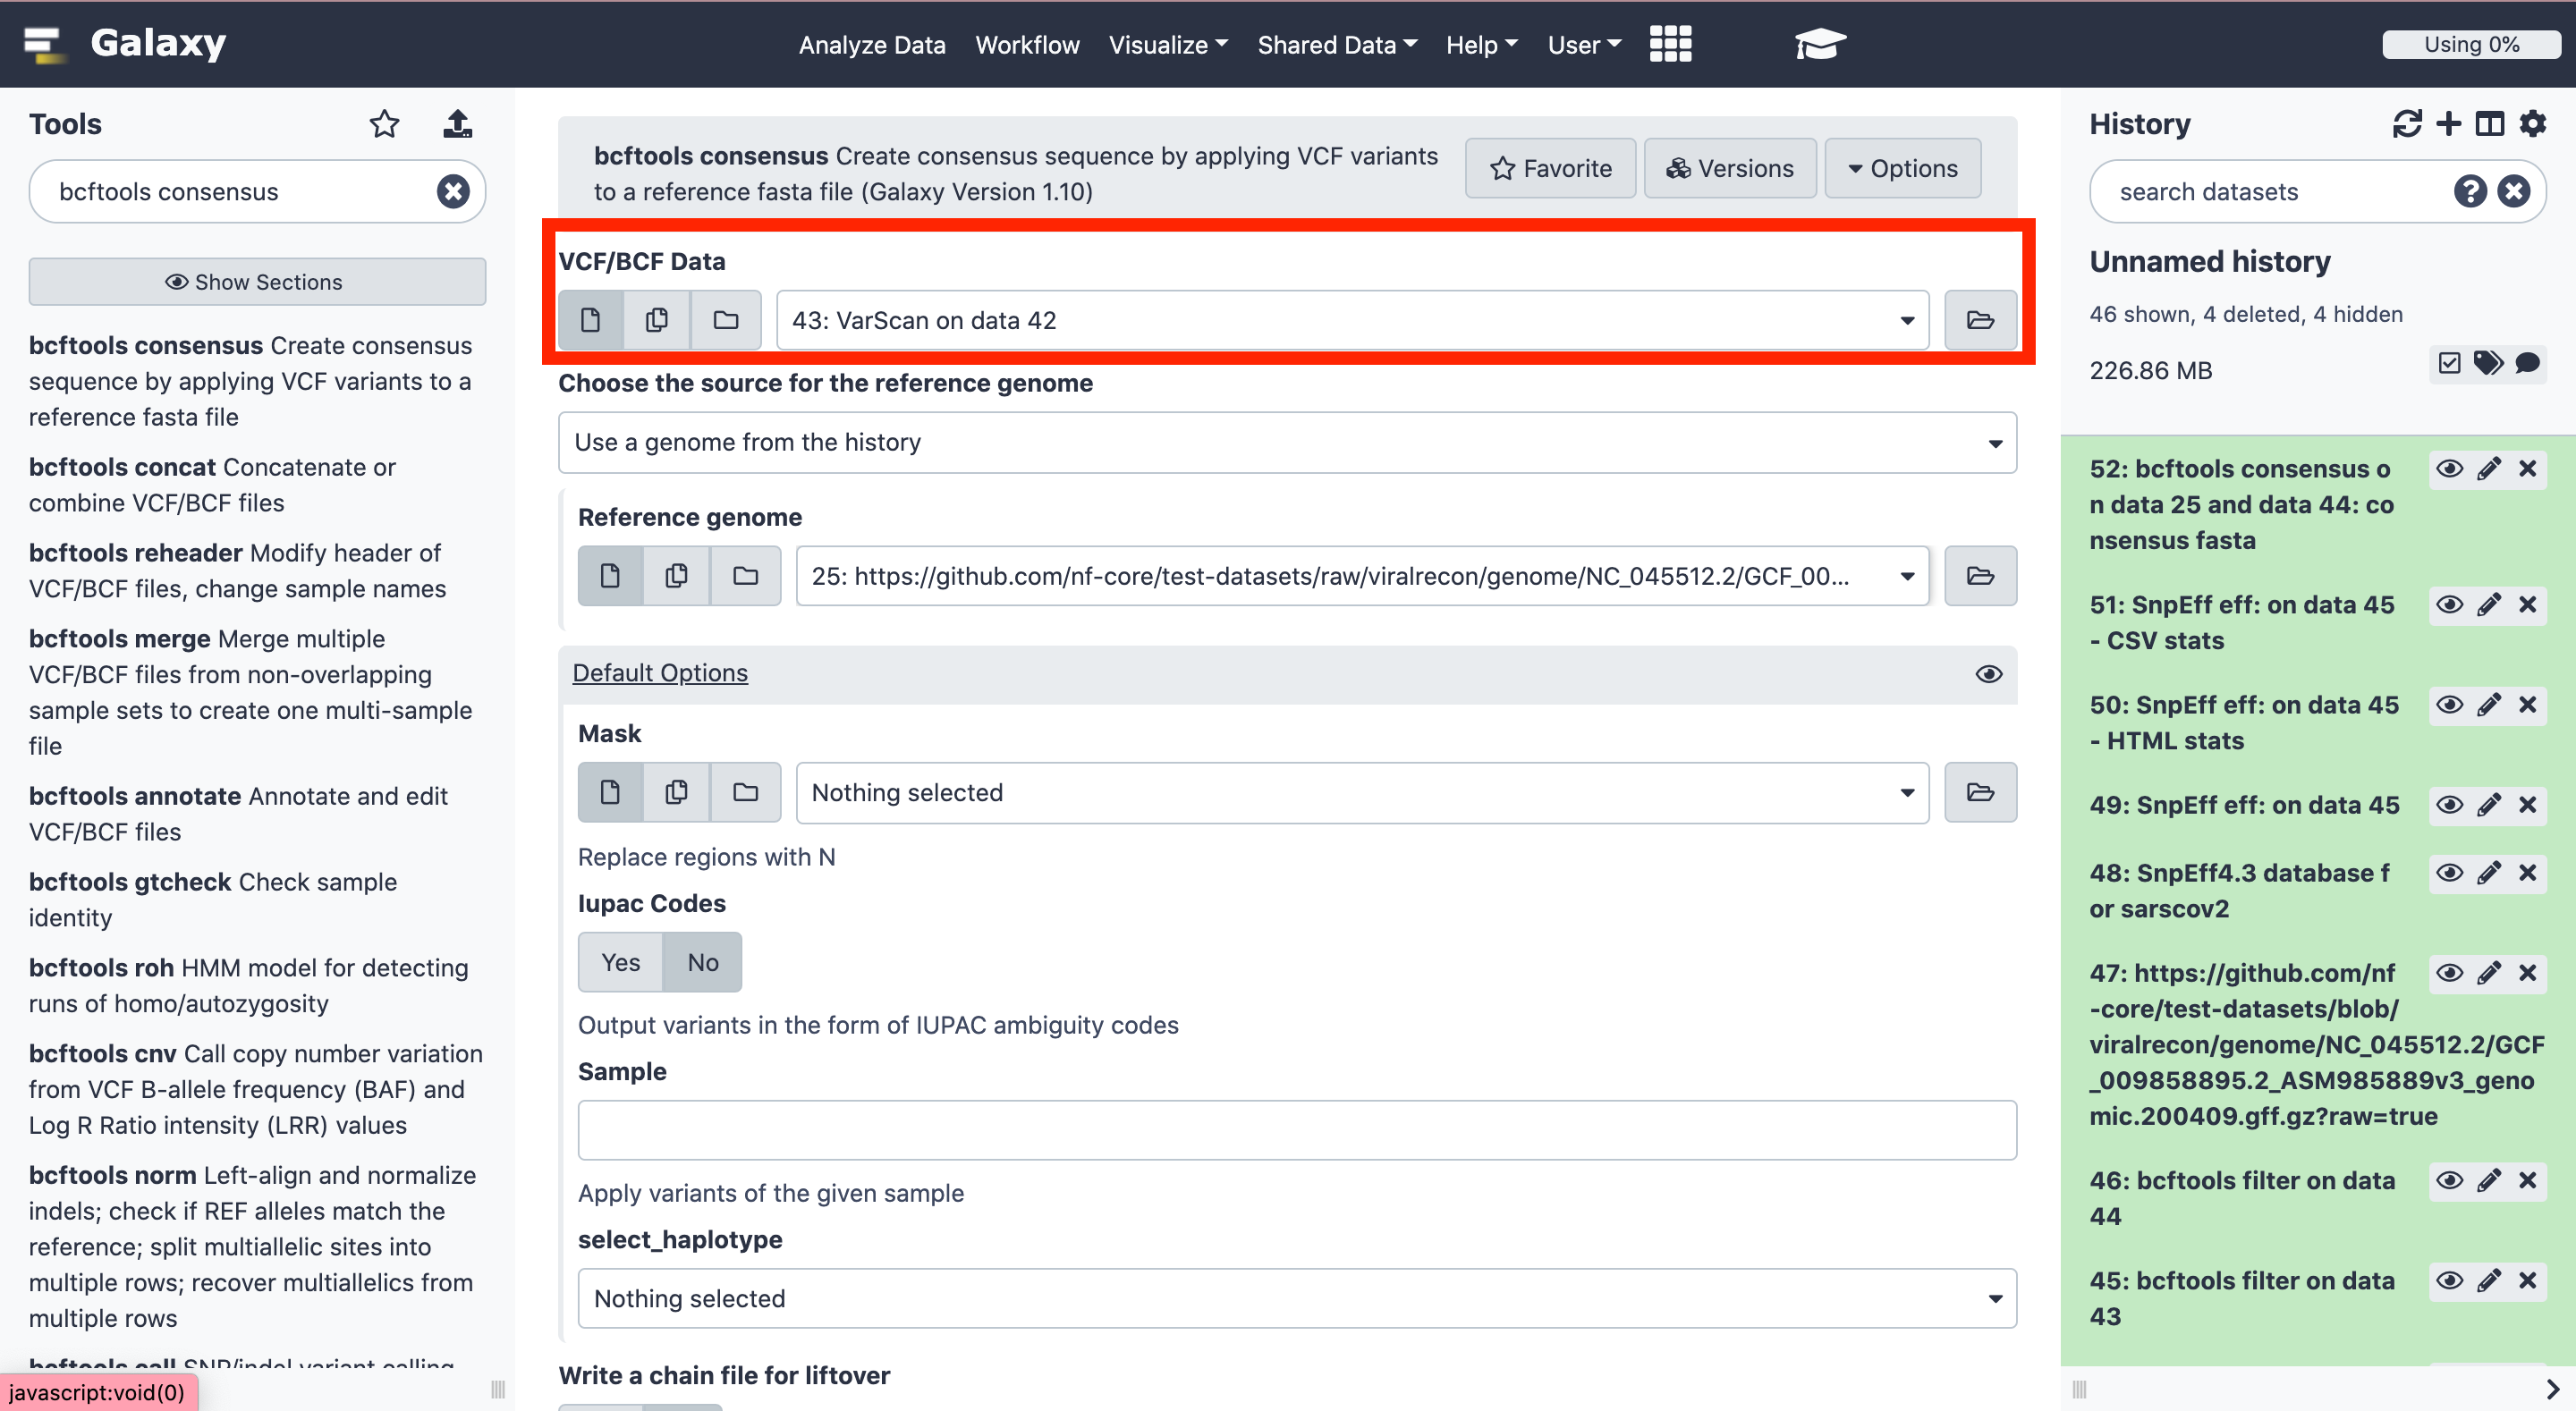 Galaxy
Analyze Data
Workflow
Visualize
Shared Data
Help
User
Using 0%
Tools
bcftools consensus
Show Sections
bcftools consensus Create consensus
sequence by applying VCF variants to a
reference fasta file
bcftools concat Concatenate or
combine VCF/BCF files
bcftools reheader Modify header of
VCF/BCF files, change sample names
bcftools merge Merge multiple
VCF/BCF files from non-overlapping
sample sets to create one multi-sample
file
bcftools annotate Annotate and edit
VCF/BCF files
bcftools gtcheck Check sample
identity
bcftools roh HMM model for detecting
runs of homo/autozygosity
bcftools cnv Call copy number variation
from VCF B-allele frequency (BAF) and
Log R Ratio intensity (LRR) values
bcftools norm Left-align and normalize
indels; check if REF alleles match the
reference; split multiallelic sites into
multiple rows; recover multiallelics from
multiple rows
bcftools call SNP/indel variant calling
javascript:void(0)
bcftools consensus Create consensus sequence by applying VCF variants
to a reference fasta file (Galaxy Version 1.10)
Favorite
Versions
Options
VCF/BCF Data
43: VarScan on data 42
Choose the source for the reference genome
Use a genome from the history
Reference genome
25: https://github.com/nf-core/test-datasets/raw/viralrecon/genome/NC_045512.2/GCF_00...
Default Options
Mask
Nothing selected
Replace regions with N
Iupac Codes
Yes
No
Output variants in the form of IUPAC ambiguity codes
Sample
Apply variants of the given sample
select_haplotype
Nothing selected
Write a chain file for liftover
History
search datasets
Unnamed history
46 shown, 4 deleted, 4 hidden
226.86 MB
52: bcftools consensus o
n data 25 and data 44: co
nsensus fasta
51: SnpEff eff: on data 45
- CSV stats
50: SnpEff eff: on data 45
- HTML stats
49: SnpEff eff: on data 45
48: SnpEff4.3 database f
or sarscov2
47: https://github.com/nf
-core/test-datasets/blob/
viralrecon/genome/NC_045512.2/GCF
_009858895.2_ASM985889v3_geno
mic.200409.gff.gz?raw=true
46: bcftools filter on data
44
45: bcftools filter on data
43